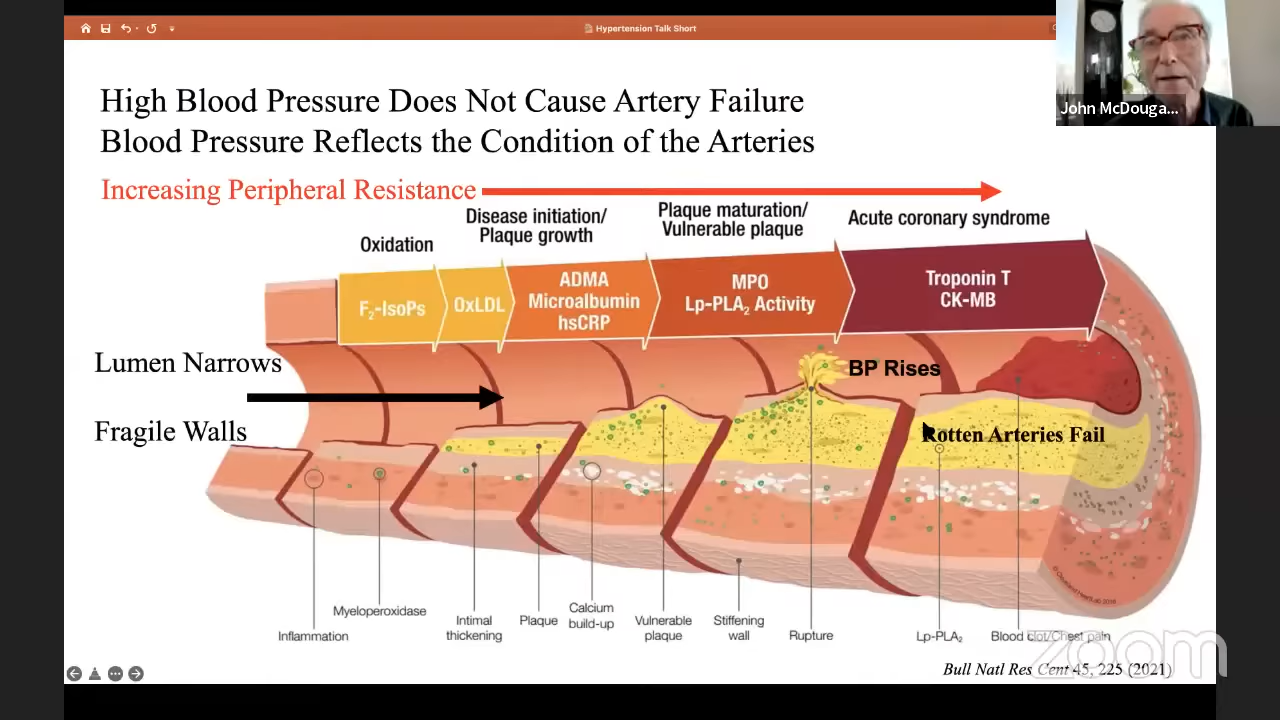 Hypertension Talk Short
John McDouga...
High Blood Pressure Does Not Cause Artery Failure
Blood Pressure Reflects the Condition of the Arteries
Increasing Peripheral Resistance
Oxidation
Disease initiation/
Plaque growth
Plaque maturation/
Vulnerable plaque
Acute coronary syndrome
F₂-IsoPs
OxLDL
ADMA
Microalbumin
hsCRP
MPO
Lp-PLA₂ Activity
Troponin T
CK-MB
Lumen Narrows
BP Rises
Fragile Walls
Rotten Arteries Fail
Inflammation
Myeloperoxidase
Intimal
thickening
Plaque
Calcium
build-up
Vulnerable
plaque
Stiffening
wall
Rupture
Lp-PLA₂
Blood clot/Chest pain
zoom
Bull Natl Res Cent 45, 225 (2021)